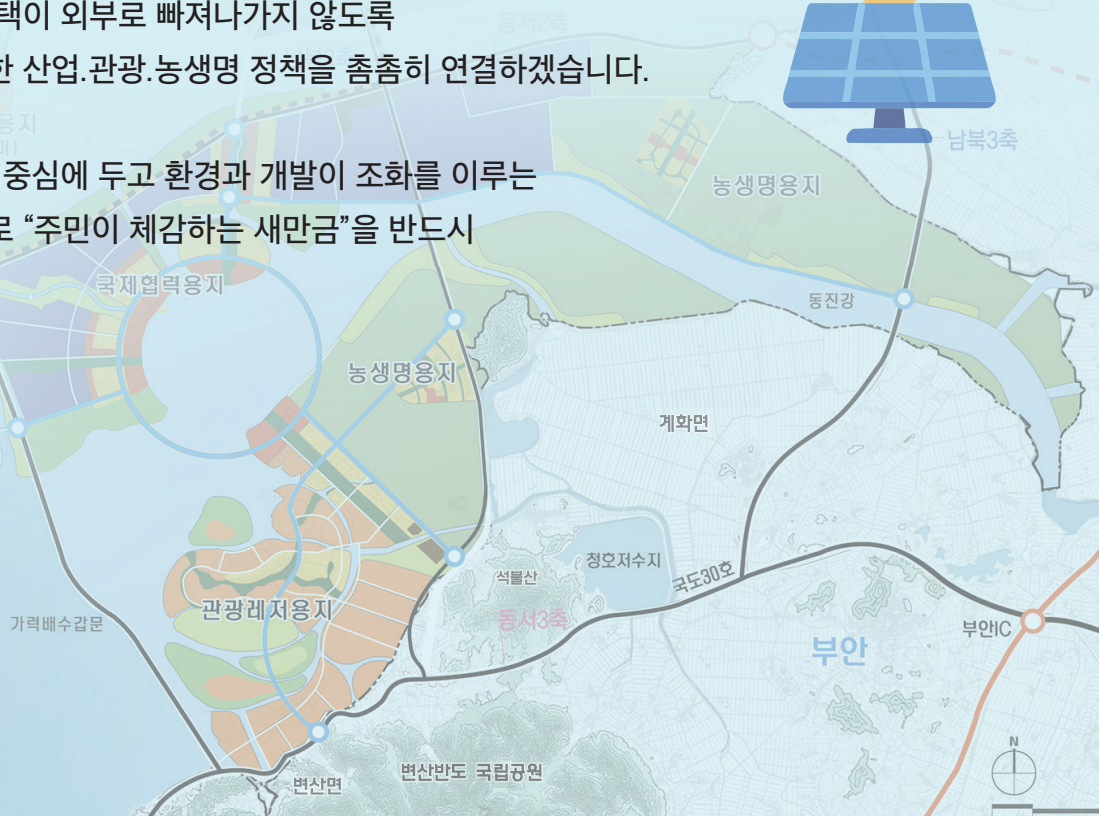 택이 외부로 빠져나가지 않도록
한 산업.관광.농생명 정책을 촘촘히 연결하겠습니다.
중심에 두고 환경과 개발이 조화를 이루는
로 “주민이 체감하는 새만금”을 반드시
동서2축
용지
남북3축
농생명용지
국제협력용지
동진강
농생명용지
계화면
청호저수지
석불산
국도30호
관광레저용지
동서3축
가력배수갑문
부안IC
부안
N
변산반도 국립공원
변산면